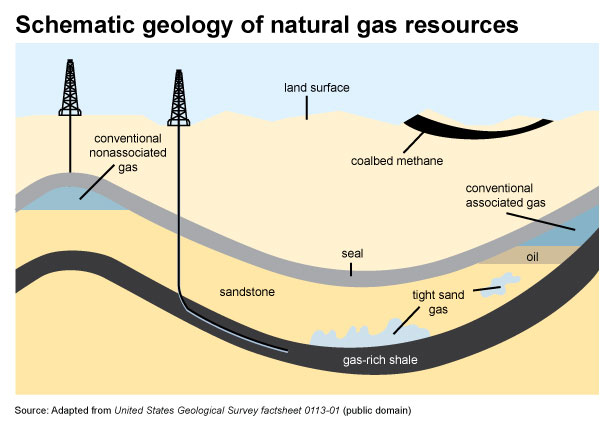 Schematic geology of natural gas resources
land surface
conventional
nonassociated
gas
coalbed methane
conventional
associated gas
seal
oil
sandstone
tight sand
gas
gas-rich shale
Source: Adapted from United States Geological Survey factsheet 0113-01 (public domain)